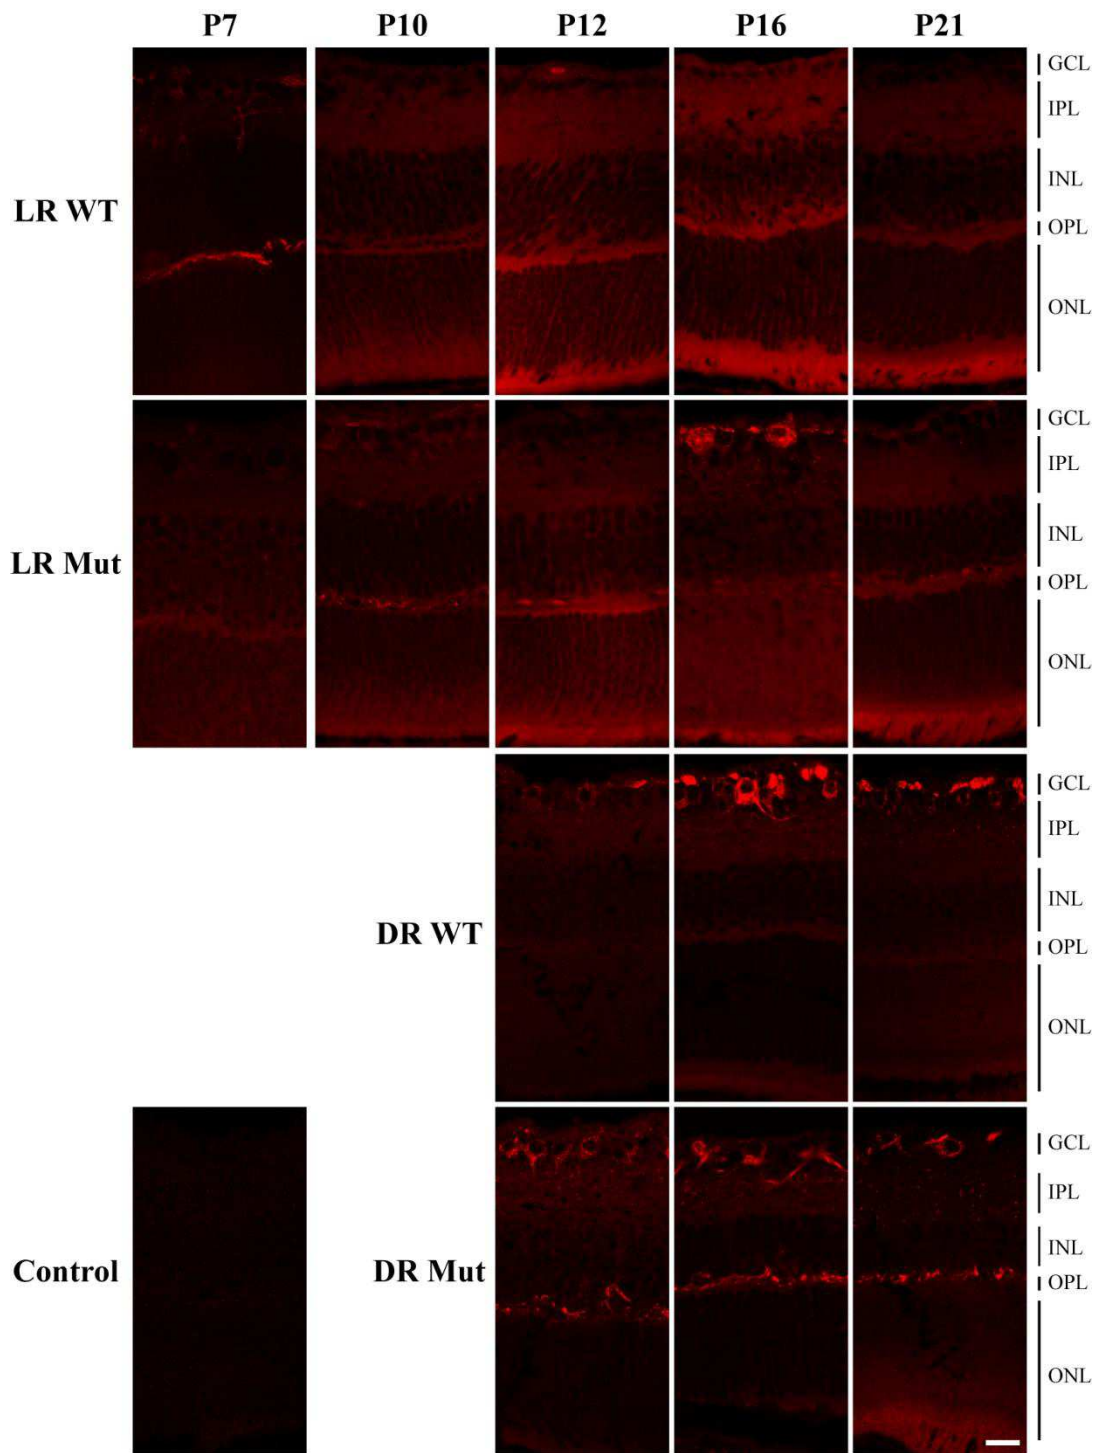 P7 P10 P12 P16 P21
GCL
IPL
LR WT
INL
OPL
ONL
GCL
IPL
LR Mut
INL
OPL
ONL
GCL
IPL
DR WT
INL
OPL
ONL
GCL
IPL
Control
DR Mut
INL
OPL
ONL